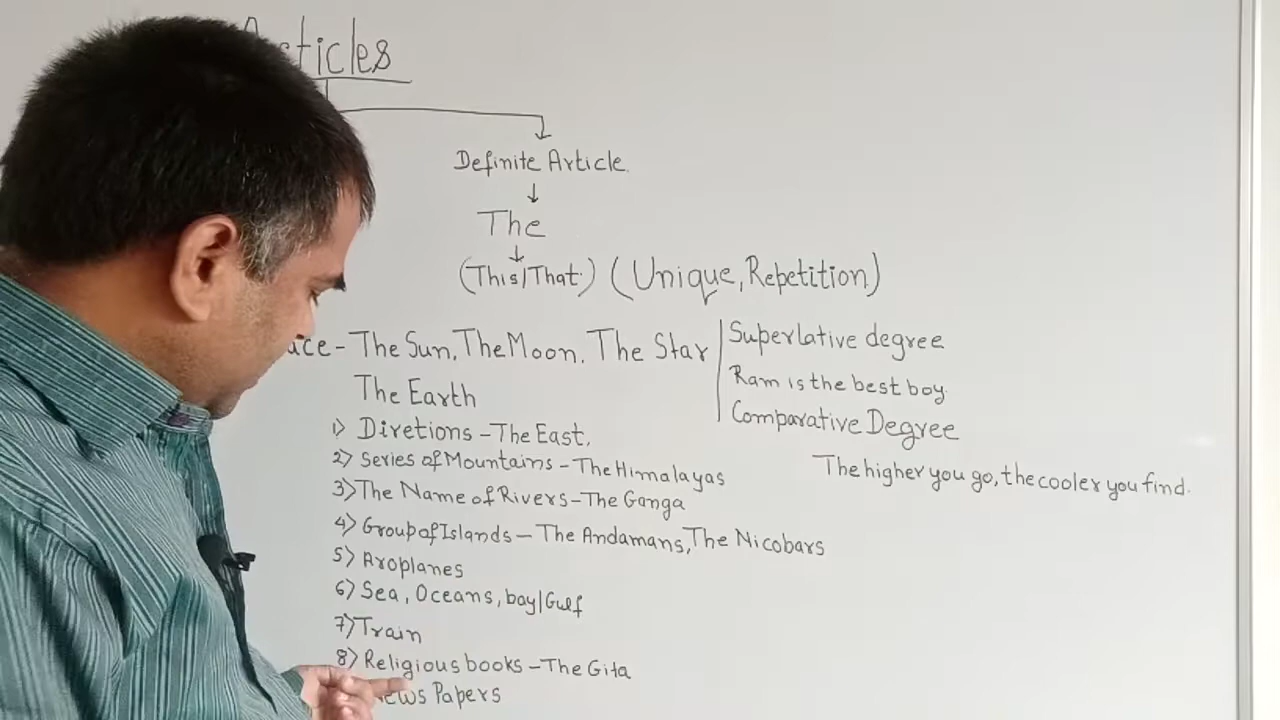 Articles
Definite Article
The
(This/That) (Unique, Repetition)
- The Sun, The Moon, The Star
The Earth
1) Diretions - The East,
2) Series of Mountains - The Himalayas
3) The Name of Rivers - The Ganga
4) Group of Islands - The Andamans, The Nicobars
5) Aroplanes
6) Sea, Oceans, bay/Gulf
7) Train
8) Religious books - The Gita
News Papers
Superlative degree
Ram is the best boy.
Comparative Degree
The higher you go, the cooler you find.